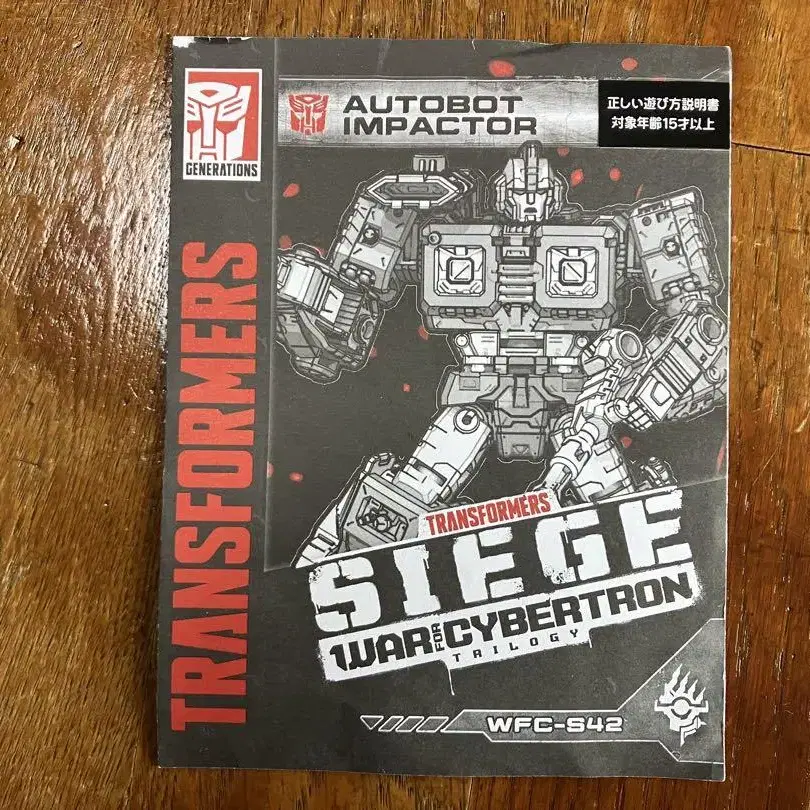 GENERATIONS
TRANSFORMERS
AUTOBOT
IMPACTOR
正しい遊び方説明書
対象年齢15才以上
TRANSFORMERS
SIEGE
WAR FOR CYBERTRON
TRILOGY
WFC-S42